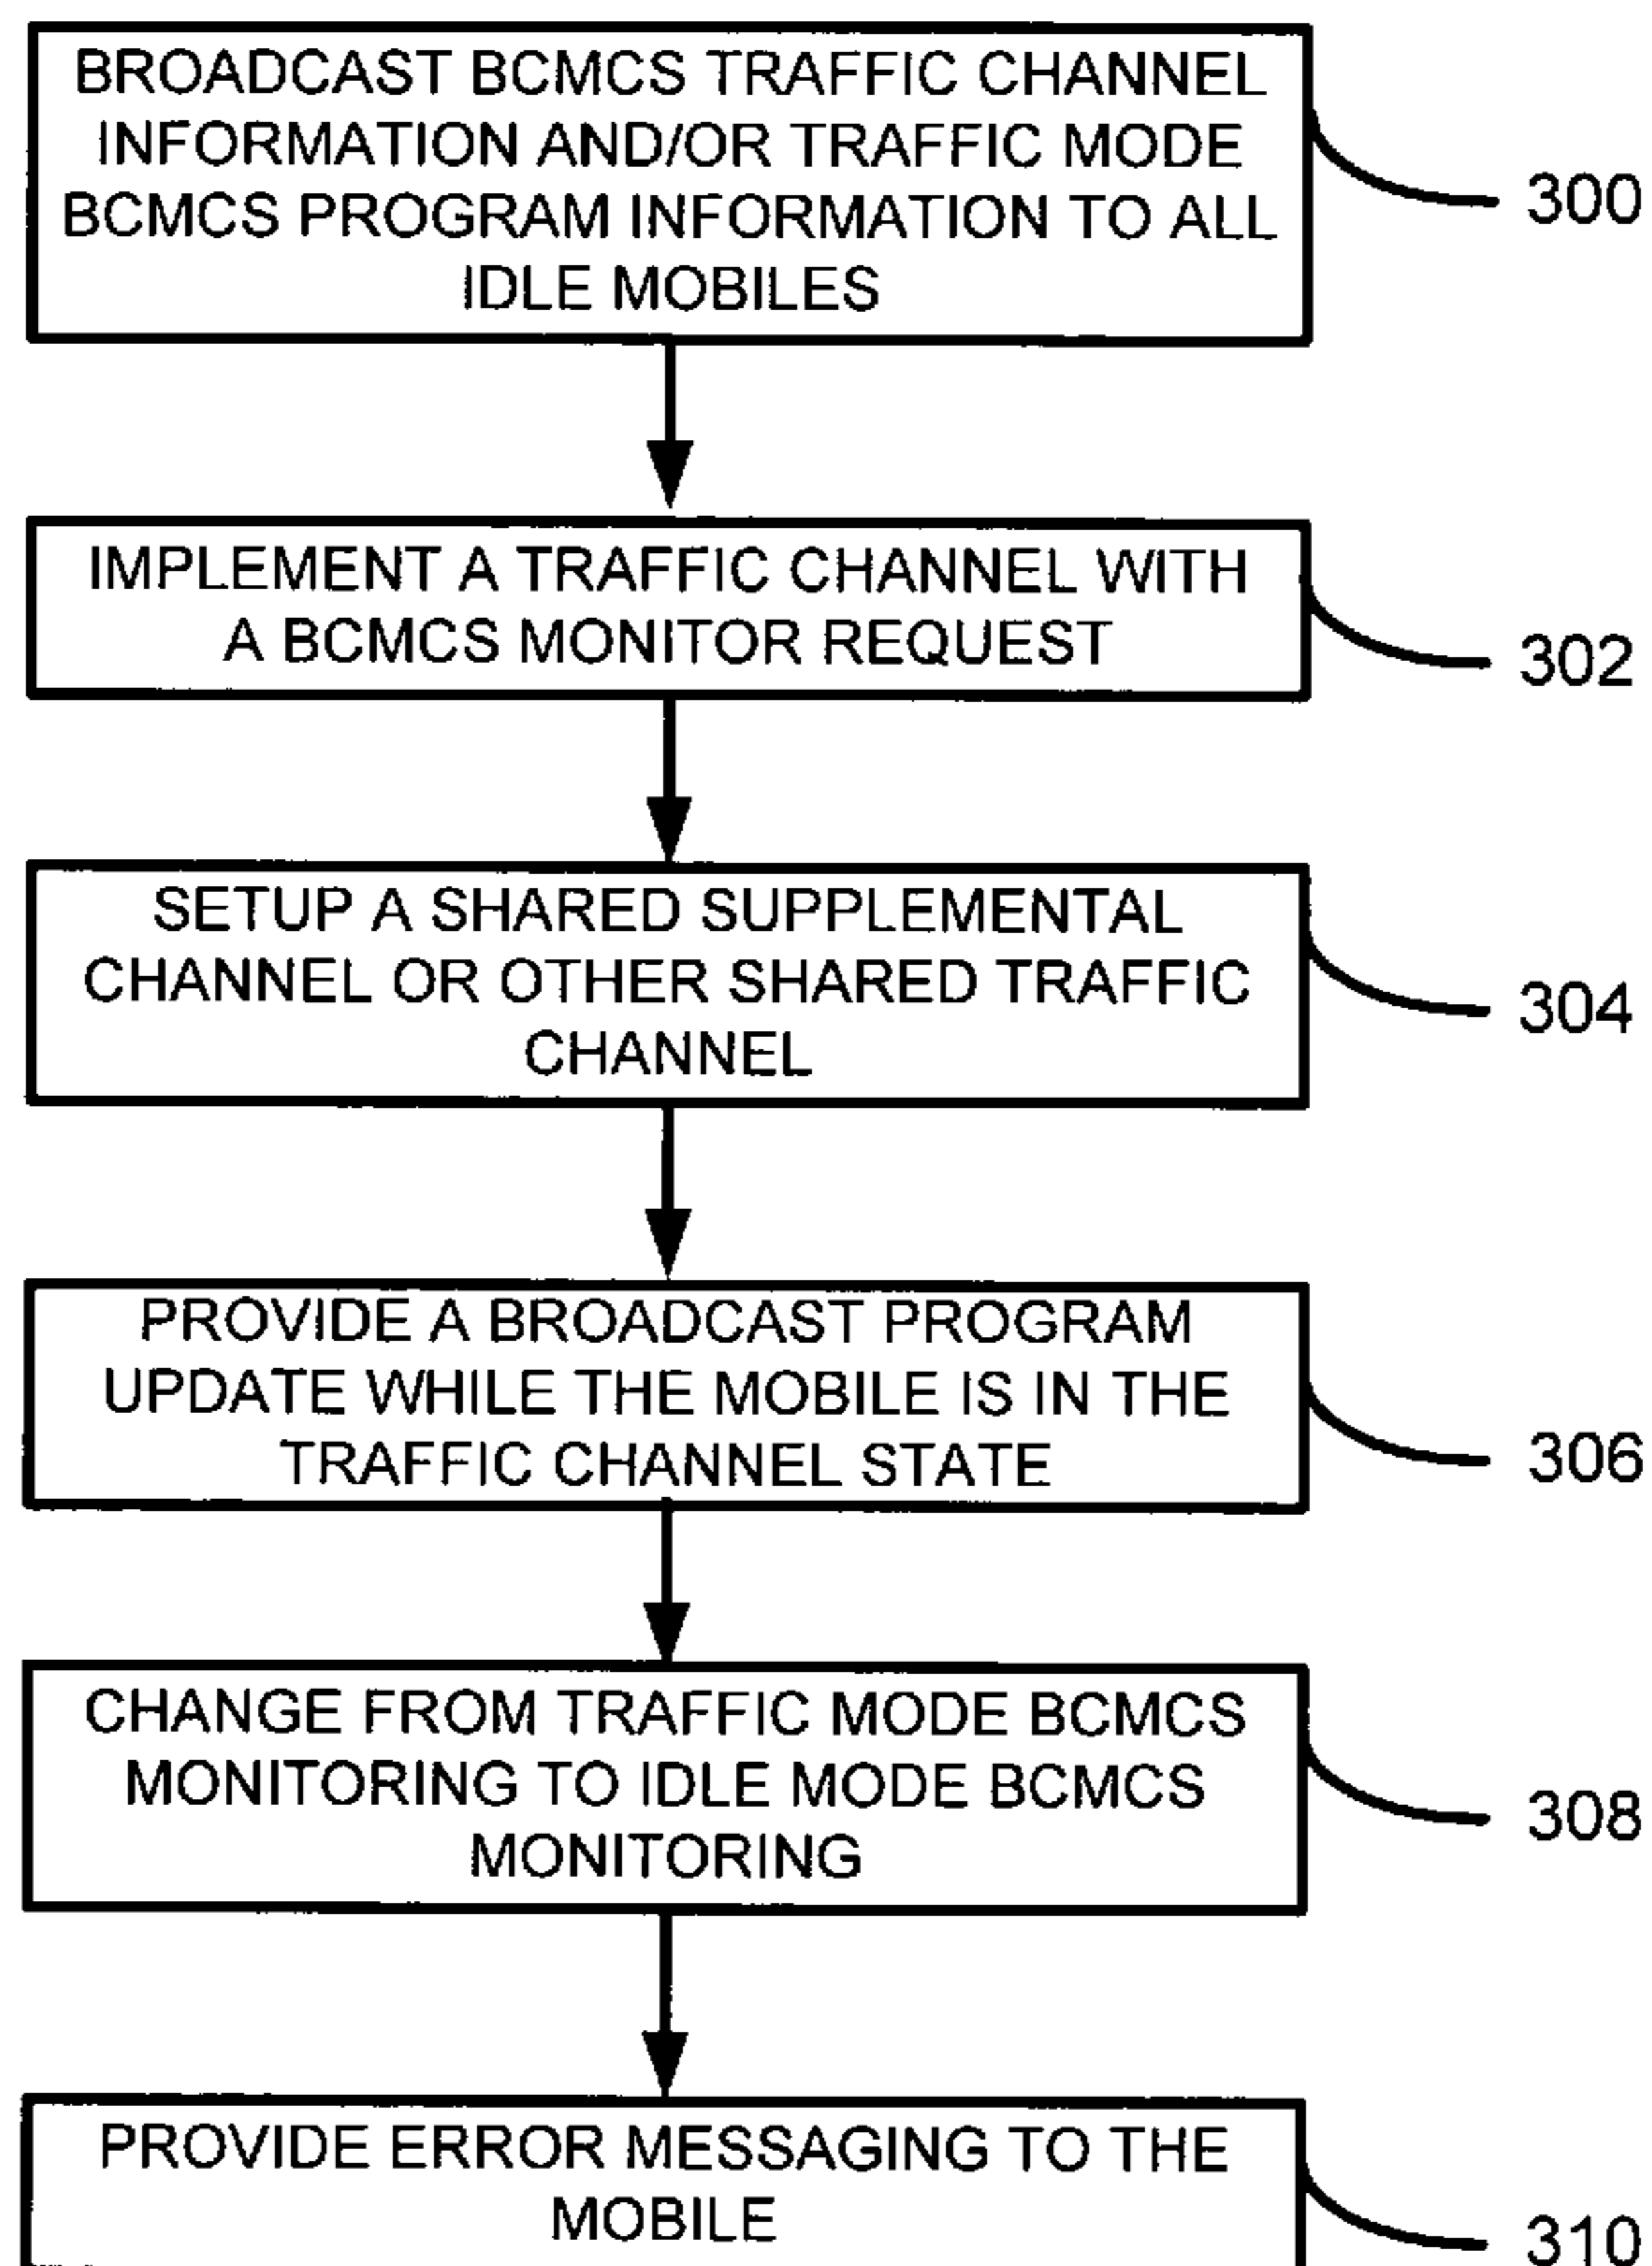 BROADCAST BCMCS TRAFFIC CHANNEL
INFORMATION AND/OR TRAFFIC MODE
BCMCS PROGRAM INFORMATION TO ALL
IDLE MOBILES
300
IMPLEMENT A TRAFFIC CHANNEL WITH
A BCMCS MONITOR REQUEST
302
SETUP A SHARED SUPPLEMENTAL
CHANNEL OR OTHER SHARED TRAFFIC
CHANNEL
304
PROVIDE A BROADCAST PROGRAM
UPDATE WHILE THE MOBILE IS IN THE
TRAFFIC CHANNEL STATE
306
CHANGE FROM TRAFFIC MODE BCMCS
MONITORING TO IDLE MODE BCMCS
MONITORING
308
PROVIDE ERROR MESSAGING TO THE
MOBILE
310